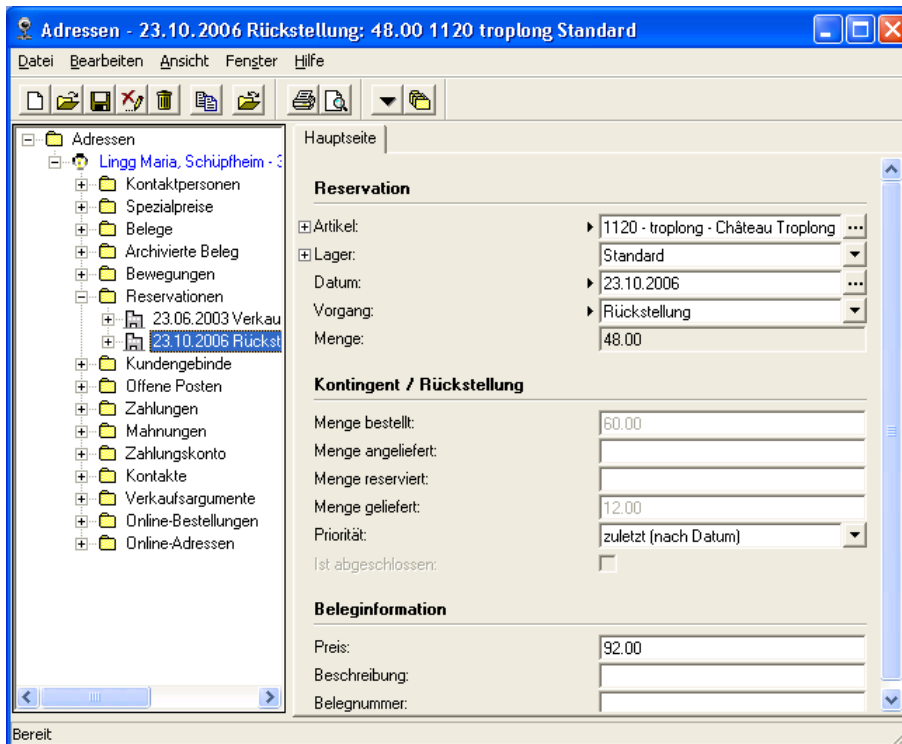 Adressen - 23.10.2006 Rückstellung: 48.00 1120 troplong Standard
Datei Bearbeiten Ansicht Fenster Hilfe
Adressen
Lingg Maria, Schüpfheim - 3
Kontaktpersonen
Spezialpreise
Belege
Archivierte Beleg
Bewegungen
Reservationen
23.06.2003 Verkau
23.10.2006 Rückst
Kundengebinde
Offene Posten
Zahlungen
Mahnungen
Zahlungskonto
Kontakte
Verkaufsargumente
Online-Bestellungen
Online-Adressen
Hauptseite
Reservation
Artikel: 1120 - troplong - Château Troplong ...
Lager: Standard
Datum: 23.10.2006 ...
Vorgang: Rückstellung
Menge: 48.00
Kontingent / Rückstellung
Menge bestellt: 60.00
Menge angeliefert:
Menge reserviert:
Menge geliefert: 12.00
Priorität: zuletzt (nach Datum)
Ist abgeschlossen:
Beleginformation
Preis: 92.00
Beschreibung:
Belegnummer:
Bereit